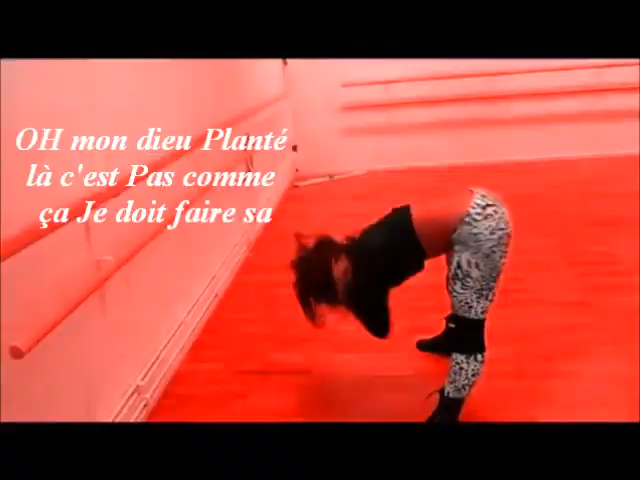 OH mon dieu Planté
là c'est Pas comme
ça Je doit faire sa